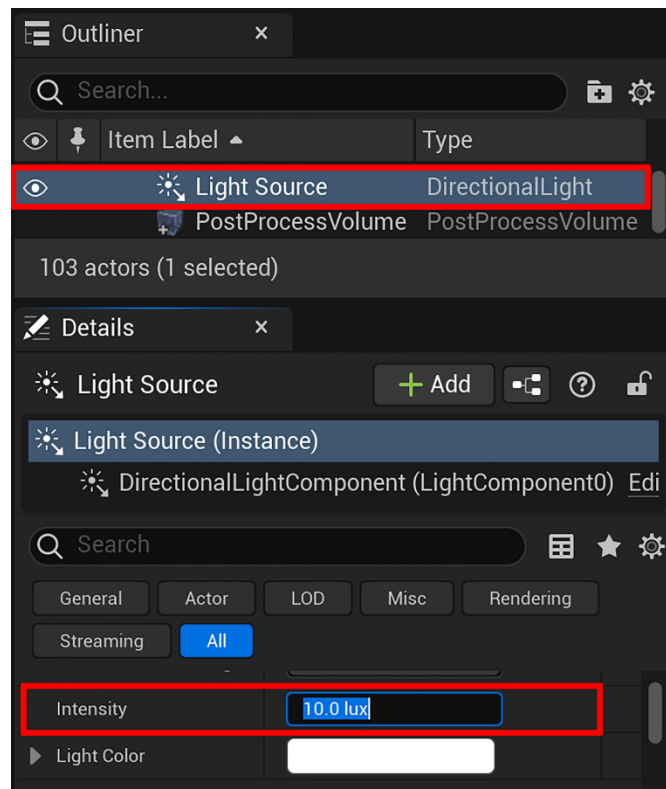 Outliner
Search...
Item Label Type
Light Source DirectionalLight
PostProcessVolume PostProcessVolume
103 actors (1 selected)
Details
Light Source Add
Light Source (Instance)
DirectionalLightComponent (LightComponent0) Edi
Search
General Actor LOD Misc Rendering
Streaming All
Intensity 10.0 lux
Light Color